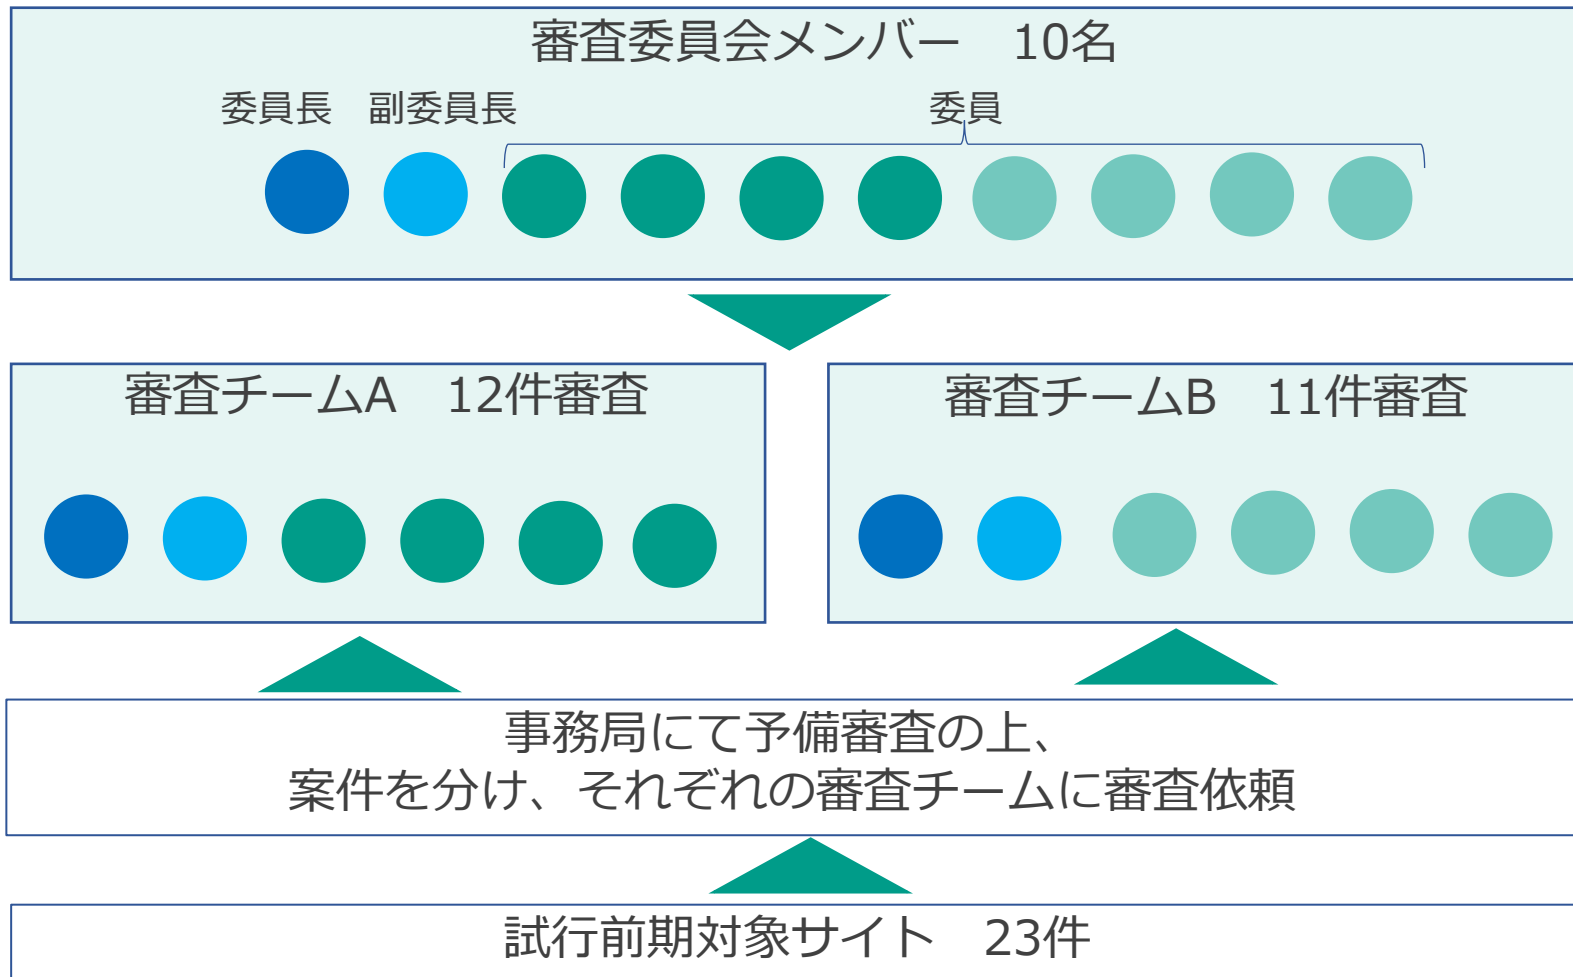 審査委員会メンバー　10名
委員長　副委員長　委員
審査チームA　12件審査
審査チームB　11件審査
事務局にて予備審査の上、
案件を分け、それぞれの審査チームに審査依頼
試行前期対象サイト　23件